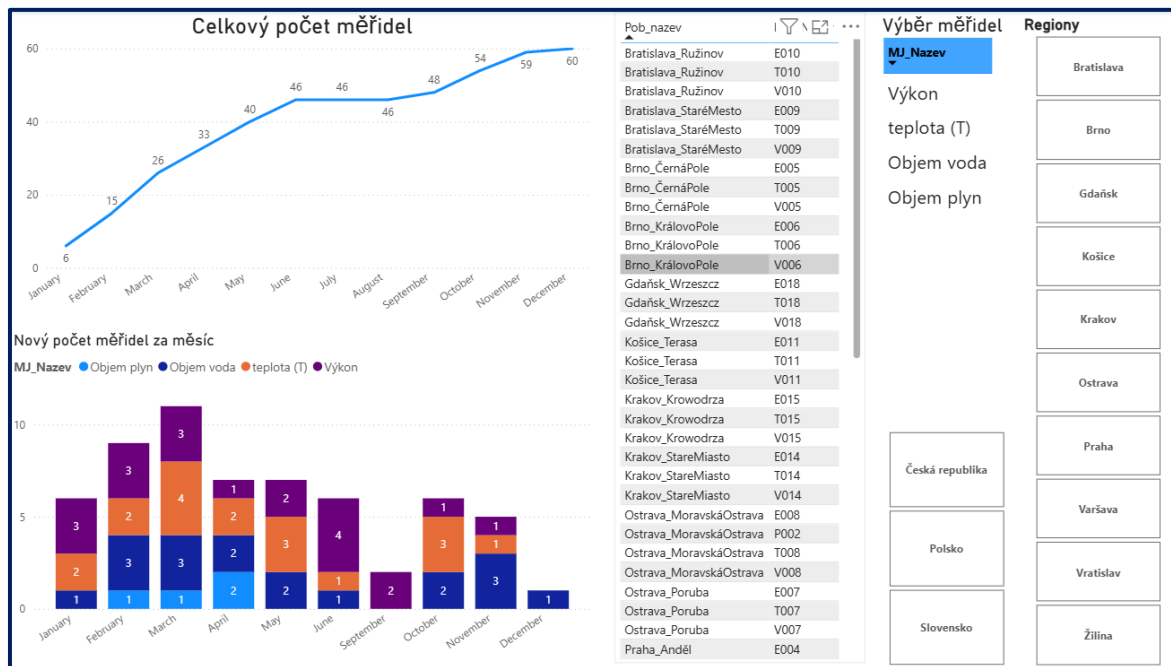 Celkový počet měřidel
60
40
20
0
6
15
26
33
40
46
46
46
48
54
59
60
January
February
March
April
May
June
July
August
September
October
November
December
Nový počet měřidel za měsíc
MJ_Nazev Objem plyn Objem voda teplota (T) Výkon
10
5
0
3
2
1
3
2
3
1
3
4
3
1
1
2
2
2
2
3
2
4
1
1
2
1
3
2
1
1
3
1
January
February
March
April
May
June
September
October
November
December
Pob_nazev
Bratislava_Ružinov E010
Bratislava_Ružinov T010
Bratislava_Ružinov V010
Bratislava_StaréMesto E009
Bratislava_StaréMesto T009
Bratislava_StaréMesto V009
Brno_ČernáPole E005
Brno_ČernáPole T005
Brno_ČernáPole V005
Brno_KrálovoPole E006
Brno_KrálovoPole T006
Brno_KrálovoPole V006
Gdaňsk_Wrzeszcz E018
Gdaňsk_Wrzeszcz T018
Gdaňsk_Wrzeszcz V018
Košice_Terasa E011
Košice_Terasa T011
Košice_Terasa V011
Krakov_Krowodrza E015
Krakov_Krowodrza T015
Krakov_Krowodrza V015
Krakov_StareMiasto E014
Krakov_StareMiasto T014
Krakov_StareMiasto V014
Ostrava_MoravskáOstrava E008
Ostrava_MoravskáOstrava P002
Ostrava_MoravskáOstrava T008
Ostrava_MoravskáOstrava V008
Ostrava_Poruba E007
Ostrava_Poruba T007
Ostrava_Poruba V007
Praha_Anděl E004
Výběr měřidel
MJ_Nazev
Výkon
teplota (T)
Objem voda
Objem plyn
Česká republika
Polsko
Slovensko
Regiony
Bratislava
Brno
Gdaňsk
Košice
Krakov
Ostrava
Praha
Varšava
Vratislav
Žilina